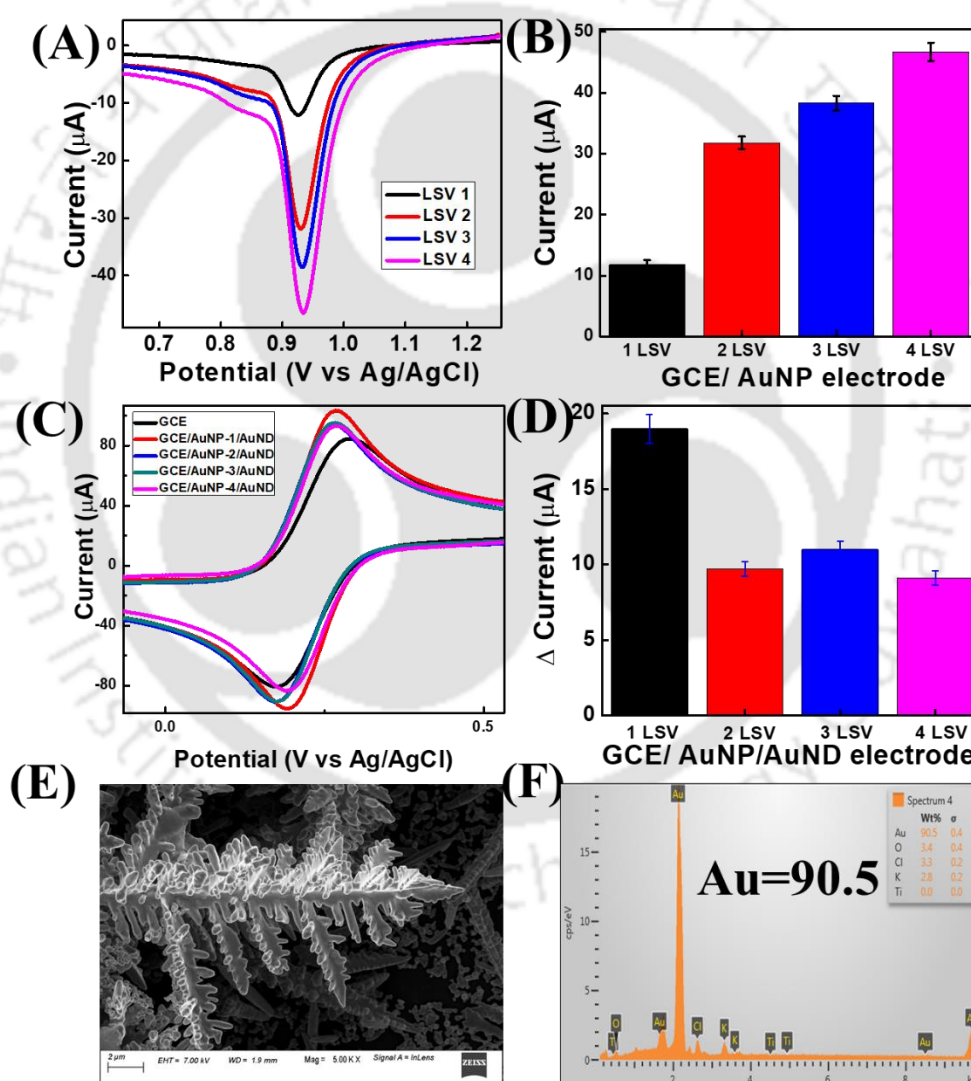 (A)
0
-10
-20
-30
-40
Current (µA)
LSV 1
LSV 2
LSV 3
LSV 4
0.7 0.8 0.9 1.0 1.1 1.2
Potential (V vs Ag/AgCl)
(B)
50
40
30
20
10
0
Current (µA)
1 LSV 2 LSV 3 LSV 4 LSV
GCE/ AuNP electrode
(C)
80
40
0
-40
-80
Current (µA)
GCE
GCE/AuNP-1/AuND
GCE/AuNP-2/AuND
GCE/AuNP-3/AuND
GCE/AuNP-4/AuND
0.0 0.5
Potential (V vs Ag/AgCl)
(D)
20
15
10
5
0
Δ Current (µA)
1 LSV 2 LSV 3 LSV 4 LSV
GCE/ AuNP/AuND electrode
(E)
2 µm
EHT = 7.00 kV WD = 1.9 mm Mag = 5.00 K X Signal A = InLens
ZEISS
(F)
Spectrum 4
Wt% σ
Au 90.5 0.4
O 3.4 0.4
Cl 3.3 0.2
K 2.8 0.2
Ti 0.0 0.0
Au=90.5
cps/eV
15
10
5
0
Au
O
Ti
Au
Cl
K
K
Ti
Ti
Au
2 4 6 8